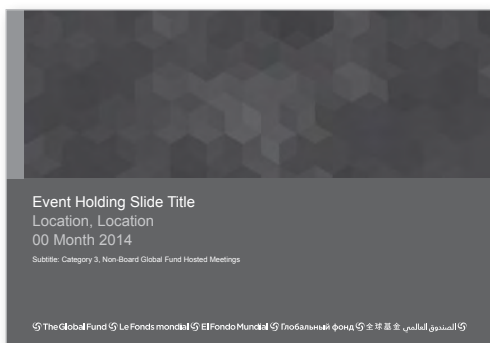 Event Holding Slide Title
Location, Location
00 Month 2014
Subtitle: Category 3, Non-Board Global Fund Hosted Meetings
The Global Fund Le Fonds mondial El Fondo Mundial Глобальный фонд 全球基金 الصندوق العالمي